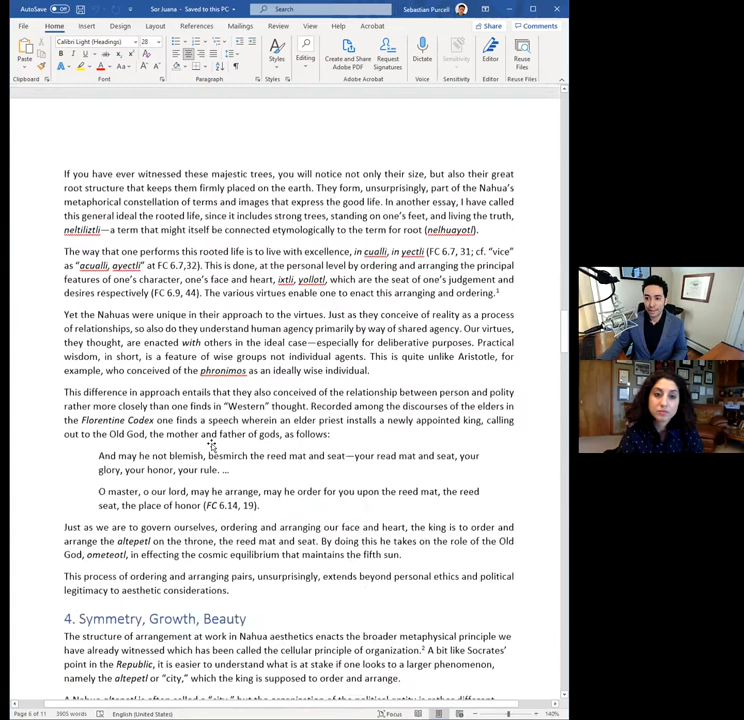 AutoSave Off Sor Juana - Saved to this PC Search Sebastian Purcell
File Home Insert Draw Design Layout References Mailings Review View Help Acrobat Share Comments
Calibri Light (Headings) 28
Paste Styles Editing Create and Share Adobe PDF Request Signatures Dictate Sensitivity Editor Reuse Files
Clipboard Font Paragraph Styles Adobe Acrobat Voice Sensitivity Editor Reuse Files
If you have ever witnessed these majestic trees, you will notice not only their size, but also their great
root structure that keeps them firmly placed on the earth. They form, unsurprisingly, part of the Nahua's
metaphorical constellation of terms and images that express the good life. In another essay, I have called
this general ideal the rooted life, since it includes strong trees, standing on one's feet, and living the truth,
neltiliztli—a term that might itself be connected etymologically to the term for root (nelhuayotl).
The way that one performs this rooted life is to live with excellence, in cualli, in yectli (FC 6.7, 31; cf. "vice"
as "acualli, ayectli" at FC 6.7,32). This is done, at the personal level by ordering and arranging the principal
features of one's character, one's face and heart, ixtli, yollotl, which are the seat of one's judgement and
desires respectively (FC 6.9, 44). The various virtues enable one to enact this arranging and ordering.¹
Yet the Nahuas were unique in their approach to the virtues. Just as they conceive of reality as a process
of relationships, so also do they understand human agency primarily by way of shared agency. Our virtues,
they thought, are enacted with others in the ideal case—especially for deliberative purposes. Practical
wisdom, in short, is a feature of wise groups not individual agents. This is quite unlike Aristotle, for
example, who conceived of the phronimos as an ideally wise individual.
This difference in approach entails that they also conceived of the relationship between person and polity
rather more closely than one finds in "Western" thought. Recorded among the discourses of the elders in
the Florentine Codex one finds a speech wherein an elder priest installs a newly appointed king, calling
out to the Old God, the mother and father of gods, as follows:
And may he not blemish, besmirch the reed mat and seat—your read mat and seat, your
glory, your honor, your rule. …
O master, o our lord, may he arrange, may he order for you upon the reed mat, the reed
seat, the place of honor (FC 6.14, 19).
Just as we are to govern ourselves, ordering and arranging our face and heart, the king is to order and
arrange the altepetl on the throne, the reed mat and seat. By doing this he takes on the role of the Old
God, ometeotl, in effecting the cosmic equilibrium that maintains the fifth sun.
This process of ordering and arranging pairs, unsurprisingly, extends beyond personal ethics and political
legitimacy to aesthetic considerations.
4. Symmetry, Growth, Beauty
The structure of arrangement at work in Nahua aesthetics enacts the broader metaphysical principle we
have already witnessed which has been called the cellular principle of organization.² A bit like Socrates'
point in the Republic, it is easier to understand what is at stake if one looks to a larger phenomenon,
namely the altepetl or "city," which the king is supposed to order and arrange.
Page 6 of 11 3905 words English (United States) Focus 140%